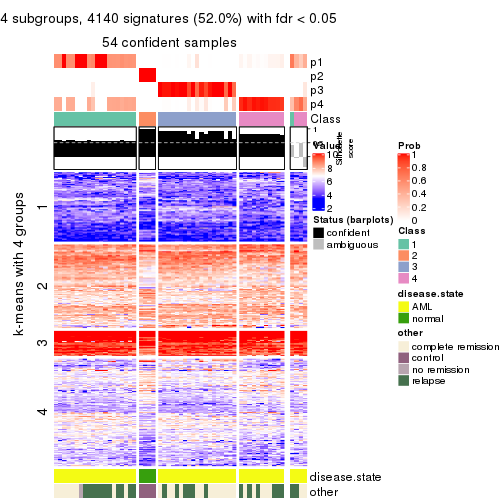 4 subgroups, 4140 signatures (52.0%) with fdr < 0.05
54 confident samples
p1
p2
p3
p4
Class
1
Silhouette
score
k-means with 4 groups
1
2
3
4
disease.state
other
Value
10
8
6
4
2
Status (barplots)
confident
ambiguous
Prob
1
0.8
0.6
0.4
0.2
0
Class
1
2
3
4
disease.state
AML
normal
other
complete remission
control
no remission
relapse